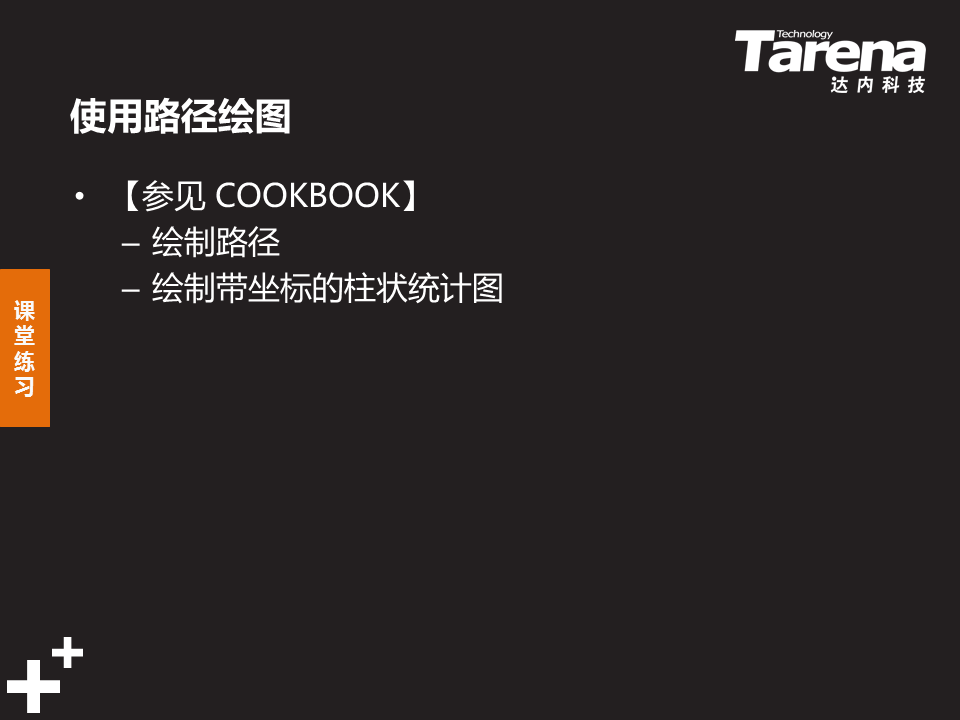 Technology
Tarena
达内科技
使用路径绘图
• 【参见 COOKBOOK】
– 绘制路径
– 绘制带坐标的柱状统计图
课
堂
练
习